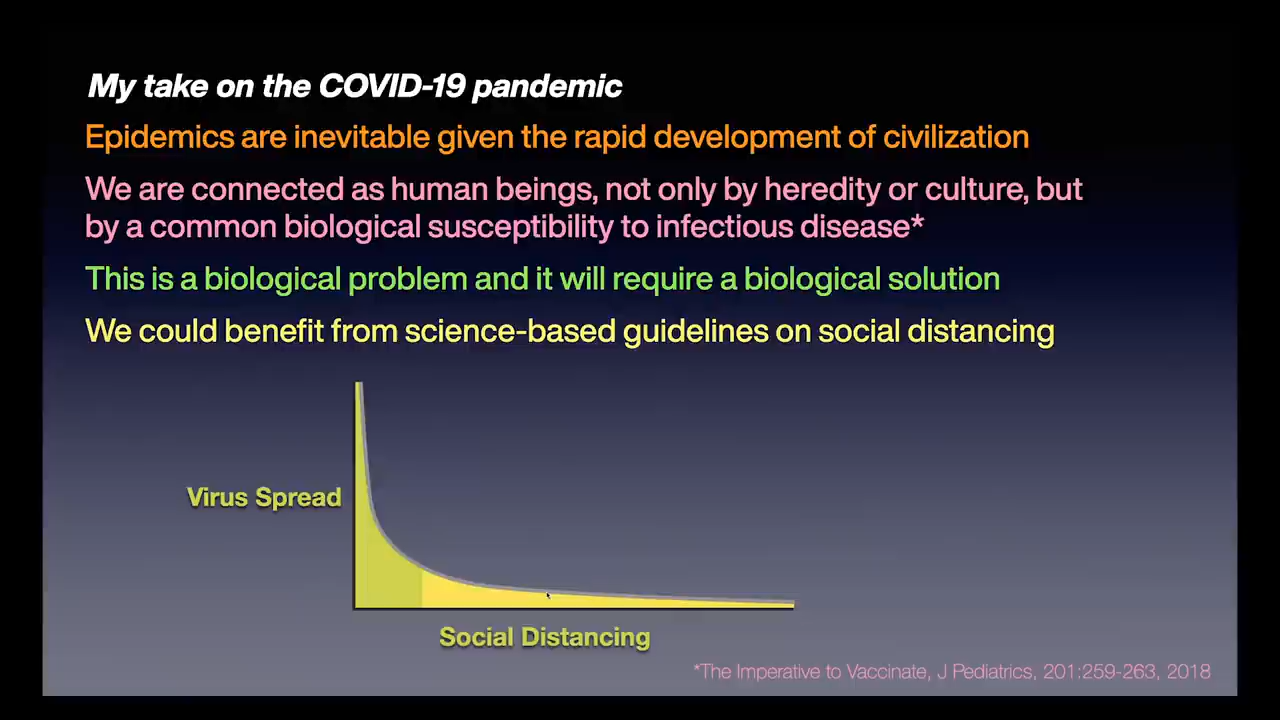 My take on the COVID-19 pandemic
Epidemics are inevitable given the rapid development of civilization
We are connected as human beings, not only by heredity or culture, but
by a common biological susceptibility to infectious disease*
This is a biological problem and it will require a biological solution
We could benefit from science-based guidelines on social distancing
Virus Spread
Social Distancing
*The Imperative to Vaccinate, J Pediatrics, 201:259-263, 2018